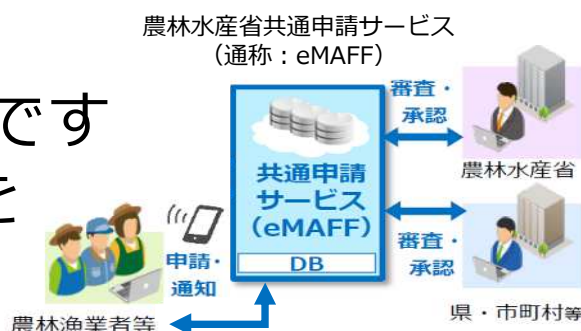 農林水産省共通申請サービス
（通称：eMAFF）
です
と
審査・
承認
農林水産省
共通申請
サービス
（eMAFF）
DB
申請・
通知
審査・
承認
県・市町村等
農林漁業者等